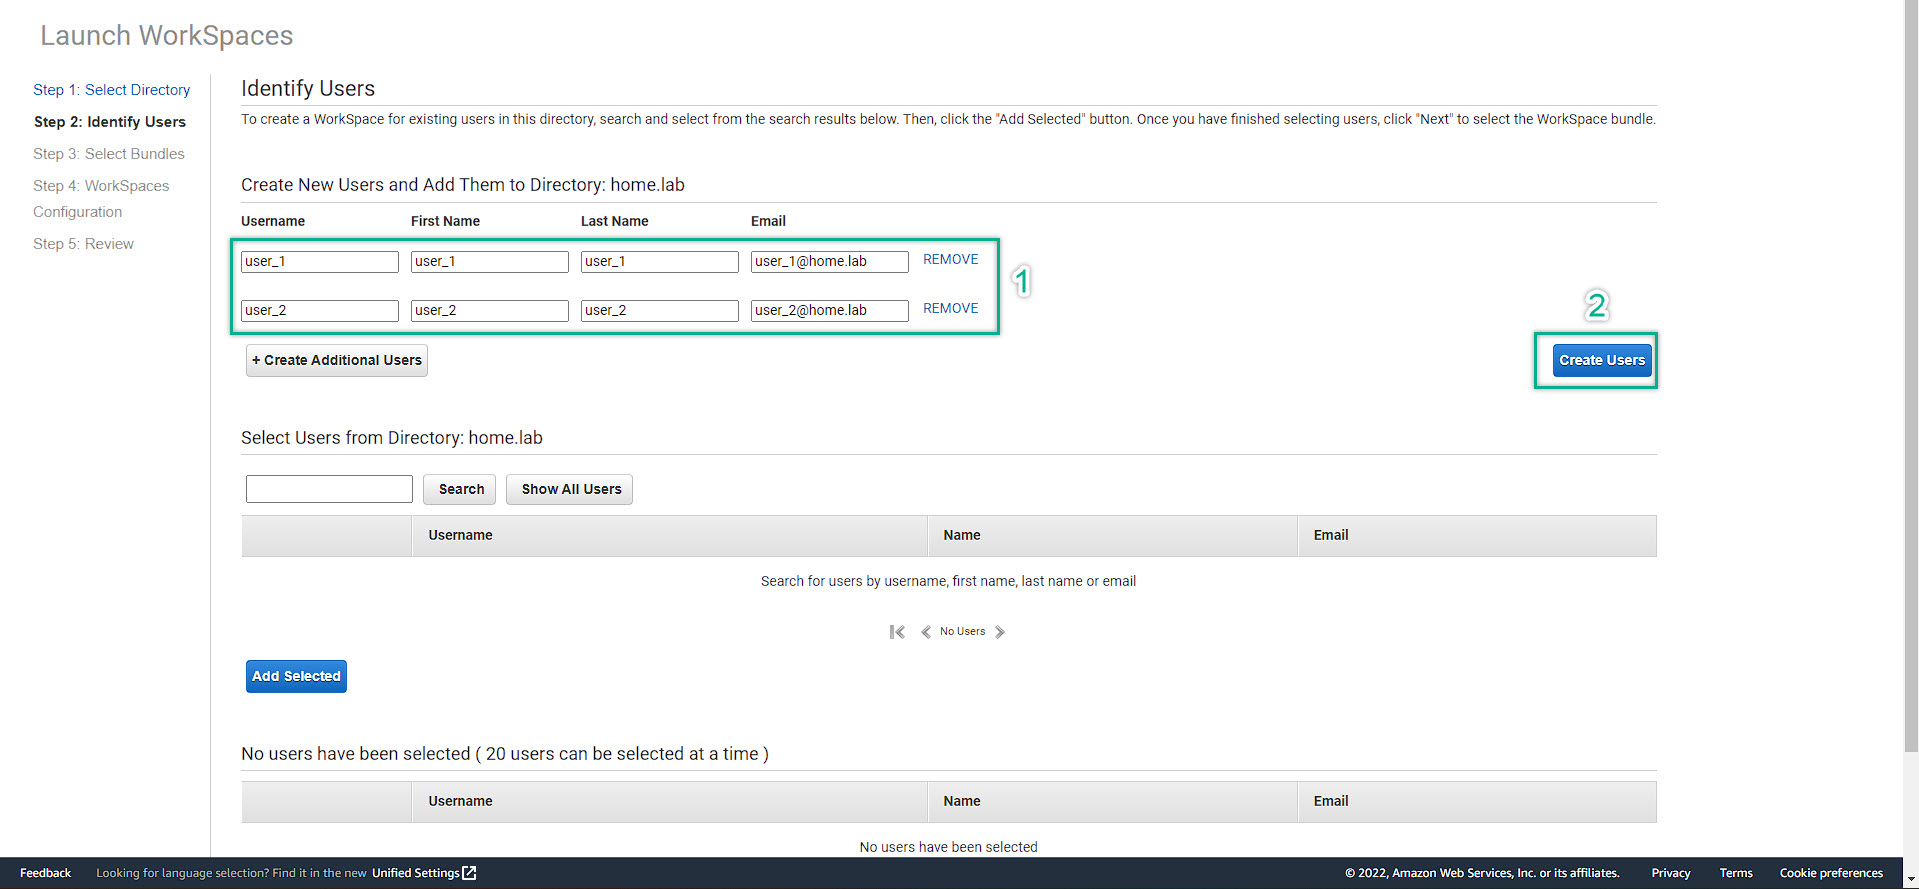 Launch WorkSpaces
Step 1: Select Directory
Step 2: Identify Users
Step 3: Select Bundles
Step 4: WorkSpaces
Configuration
Step 5: Review
Identify Users
To create a WorkSpace for existing users in this directory, search and select from the search results below. Then, click the "Add Selected" button. Once you have finished selecting users, click "Next" to select the WorkSpace bundle.
Create New Users and Add Them to Directory: home.lab
Username First Name Last Name Email
user_1 user_1 user_1 user_1@home.lab REMOVE
1
user_2 user_2 user_2 user_2@home.lab REMOVE
2
+ Create Additional Users
Create Users
Select Users from Directory: home.lab
Search Show All Users
Username Name Email
Search for users by username, first name, last name or email
No Users
Add Selected
No users have been selected ( 20 users can be selected at a time )
Username Name Email
No users have been selected
Feedback Looking for language selection? Find it in the new Unified Settings © 2022, Amazon Web Services, Inc. or its affiliates. Privacy Terms Cookie preferences